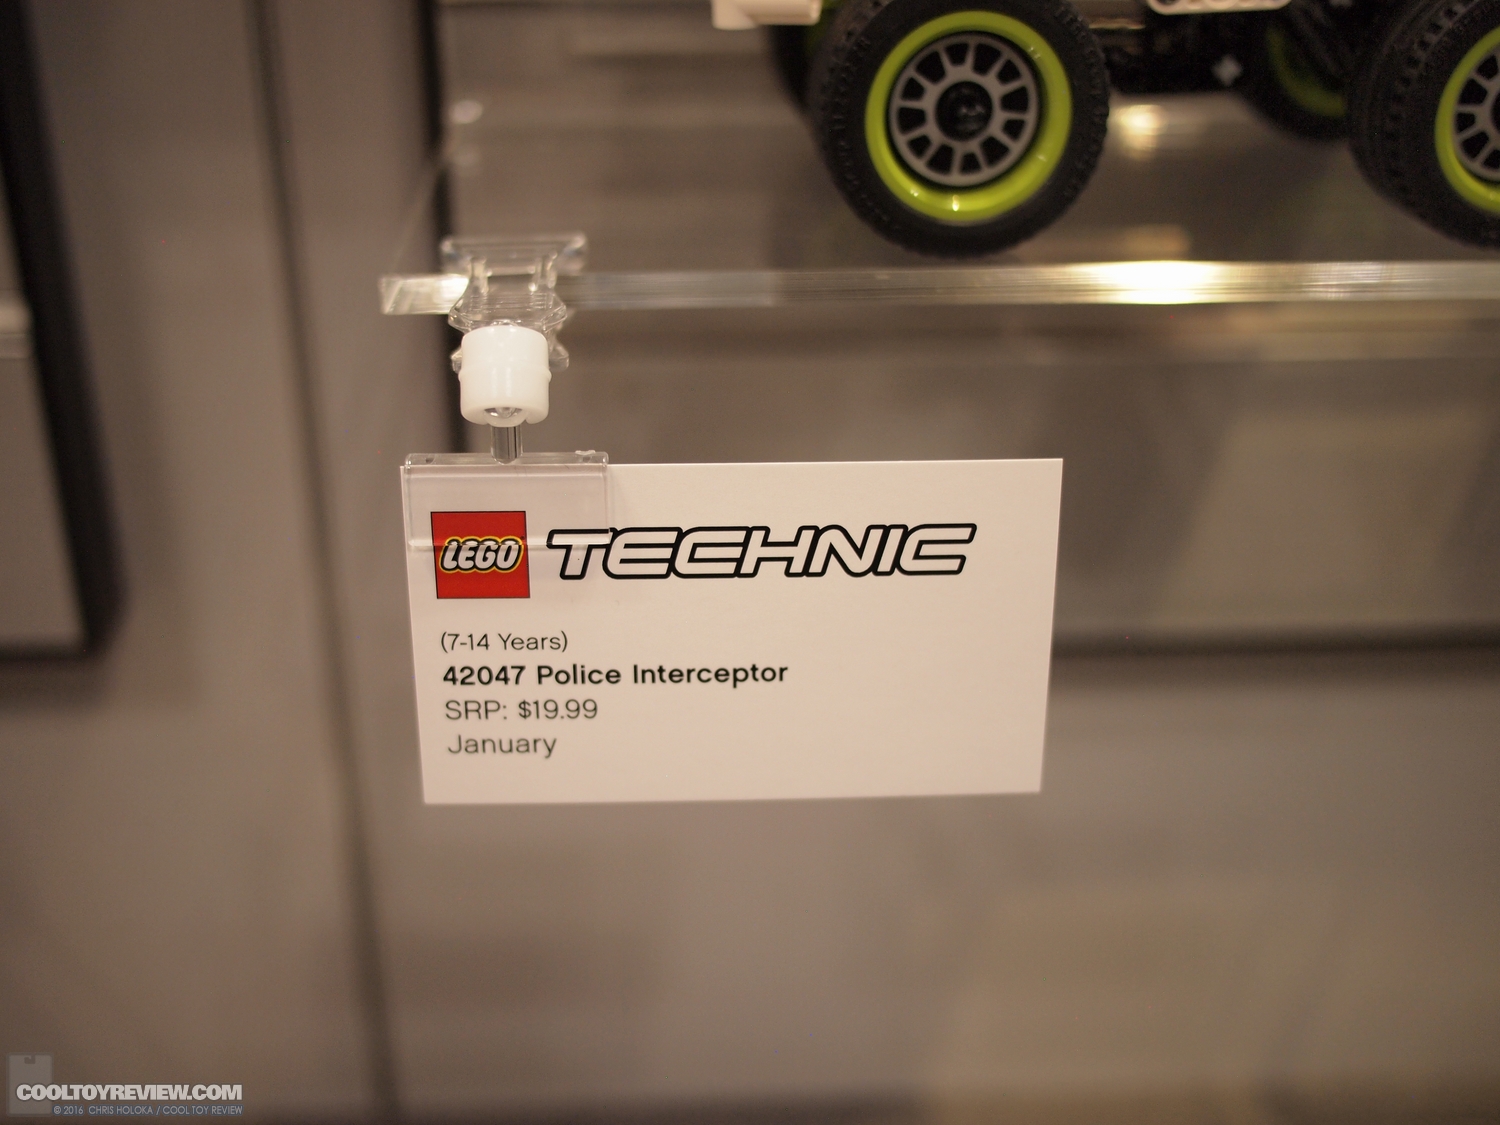 LEGO TECHNIC
(7-14 Years)
42047 Police Interceptor
SRP: $19.99
January
COOLTOYREVIEW.COM
© 2016 CHRIS HOLOKA / COOL TOY REVIEW